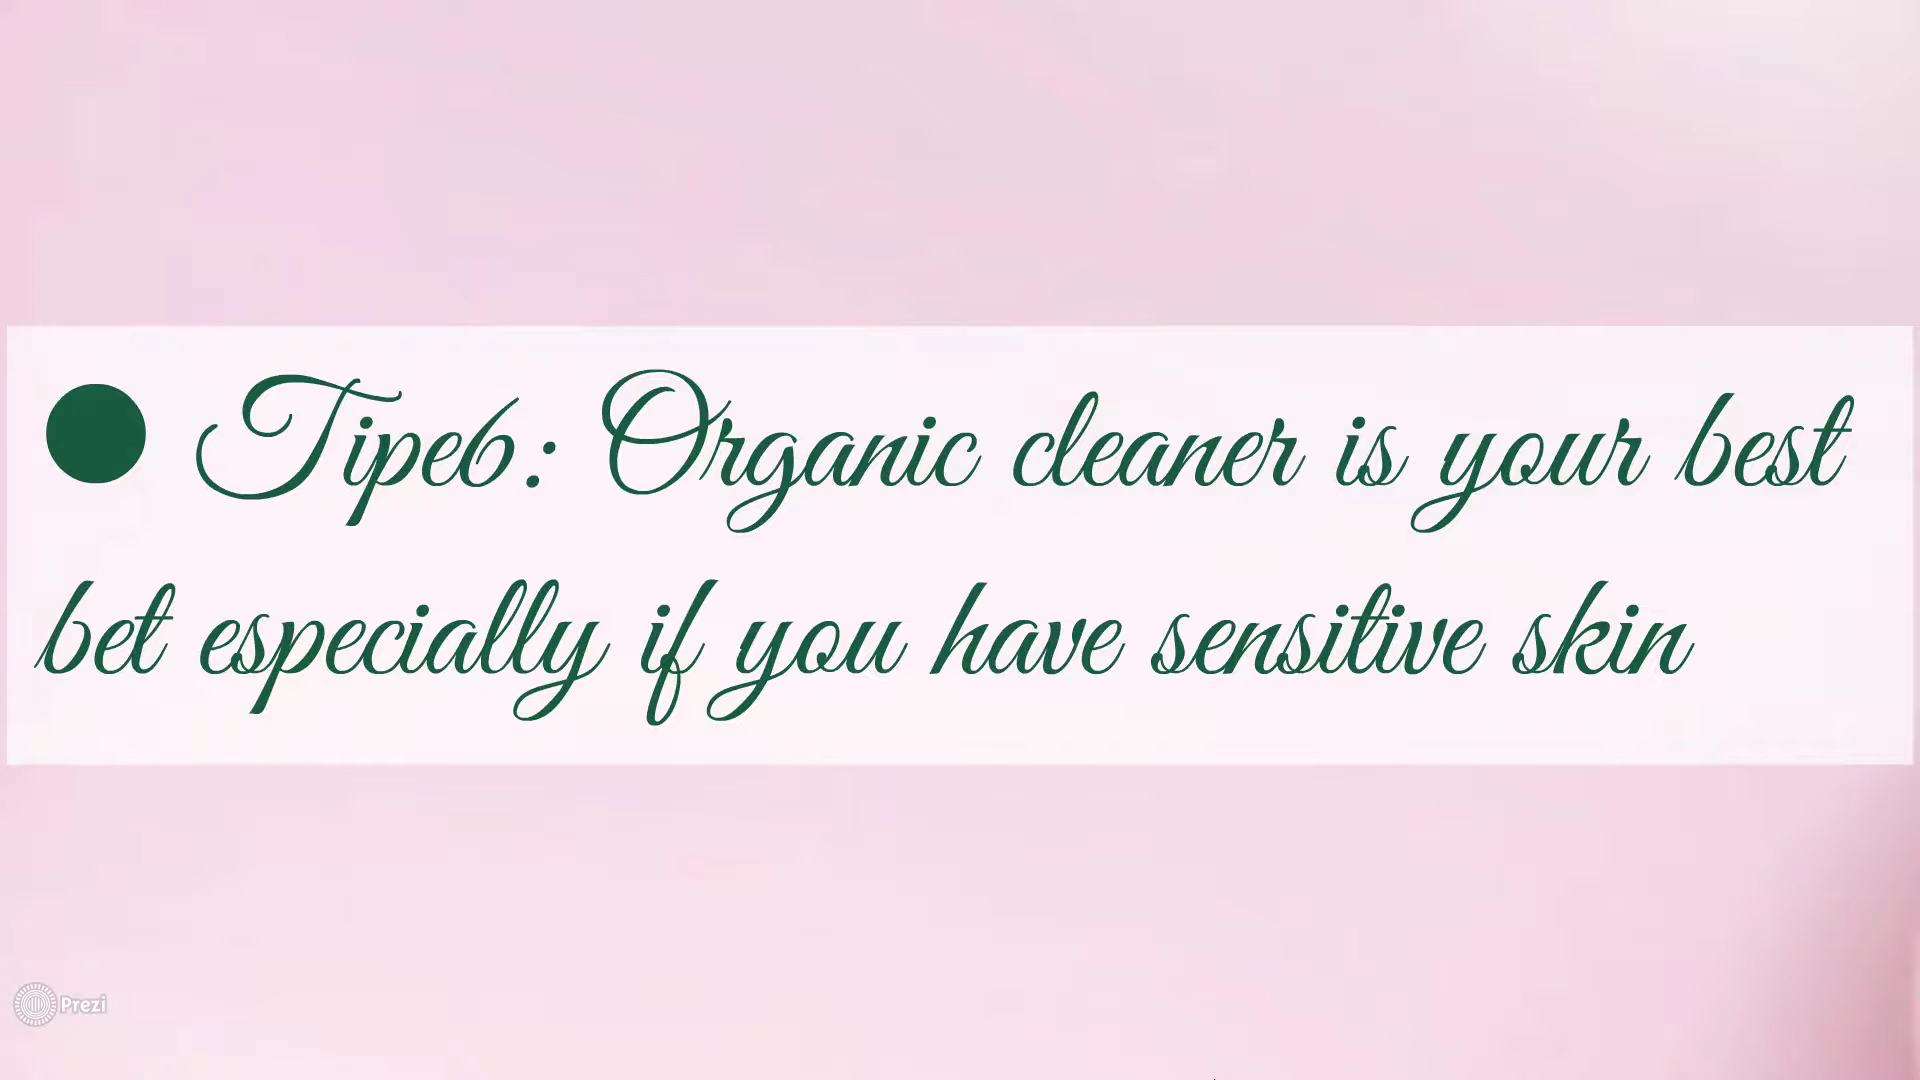 ● Tipe6: Organic cleaner is your best
bet especially if you have sensitive skin
Prezi